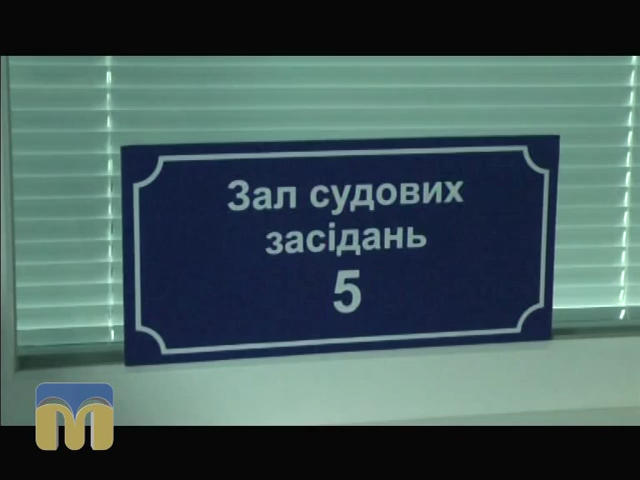 Зал судових
засідань
5